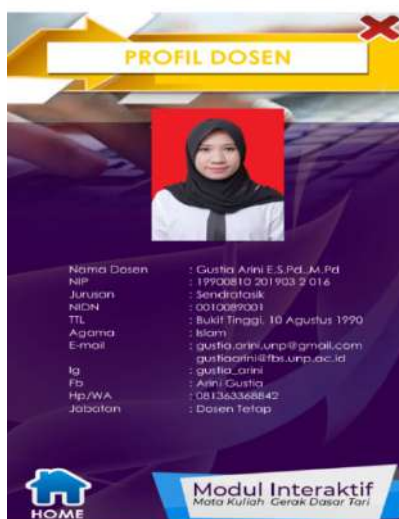 PROFIL DOSEN
Nama Dosen : Gustia Arini E.S.Pd.,M.Pd
NIP : 19900810 201903 2 016
Jurusan : Sendratasik
NIDN : 0010089001
TTL : Bukit Tinggi, 10 Agustus 1990
Agama : Islam
E-mail : gustia.arini.unp@gmail.com
gustiaarini@fbs.unp.ac.id
Ig : gustia_arini
Fb : Arini Gustia
Hp/WA : 081363368842
Jabatan : Dosen Tetap
HOME
Modul Interaktif
Mata Kuliah Gerak Dasar Tari